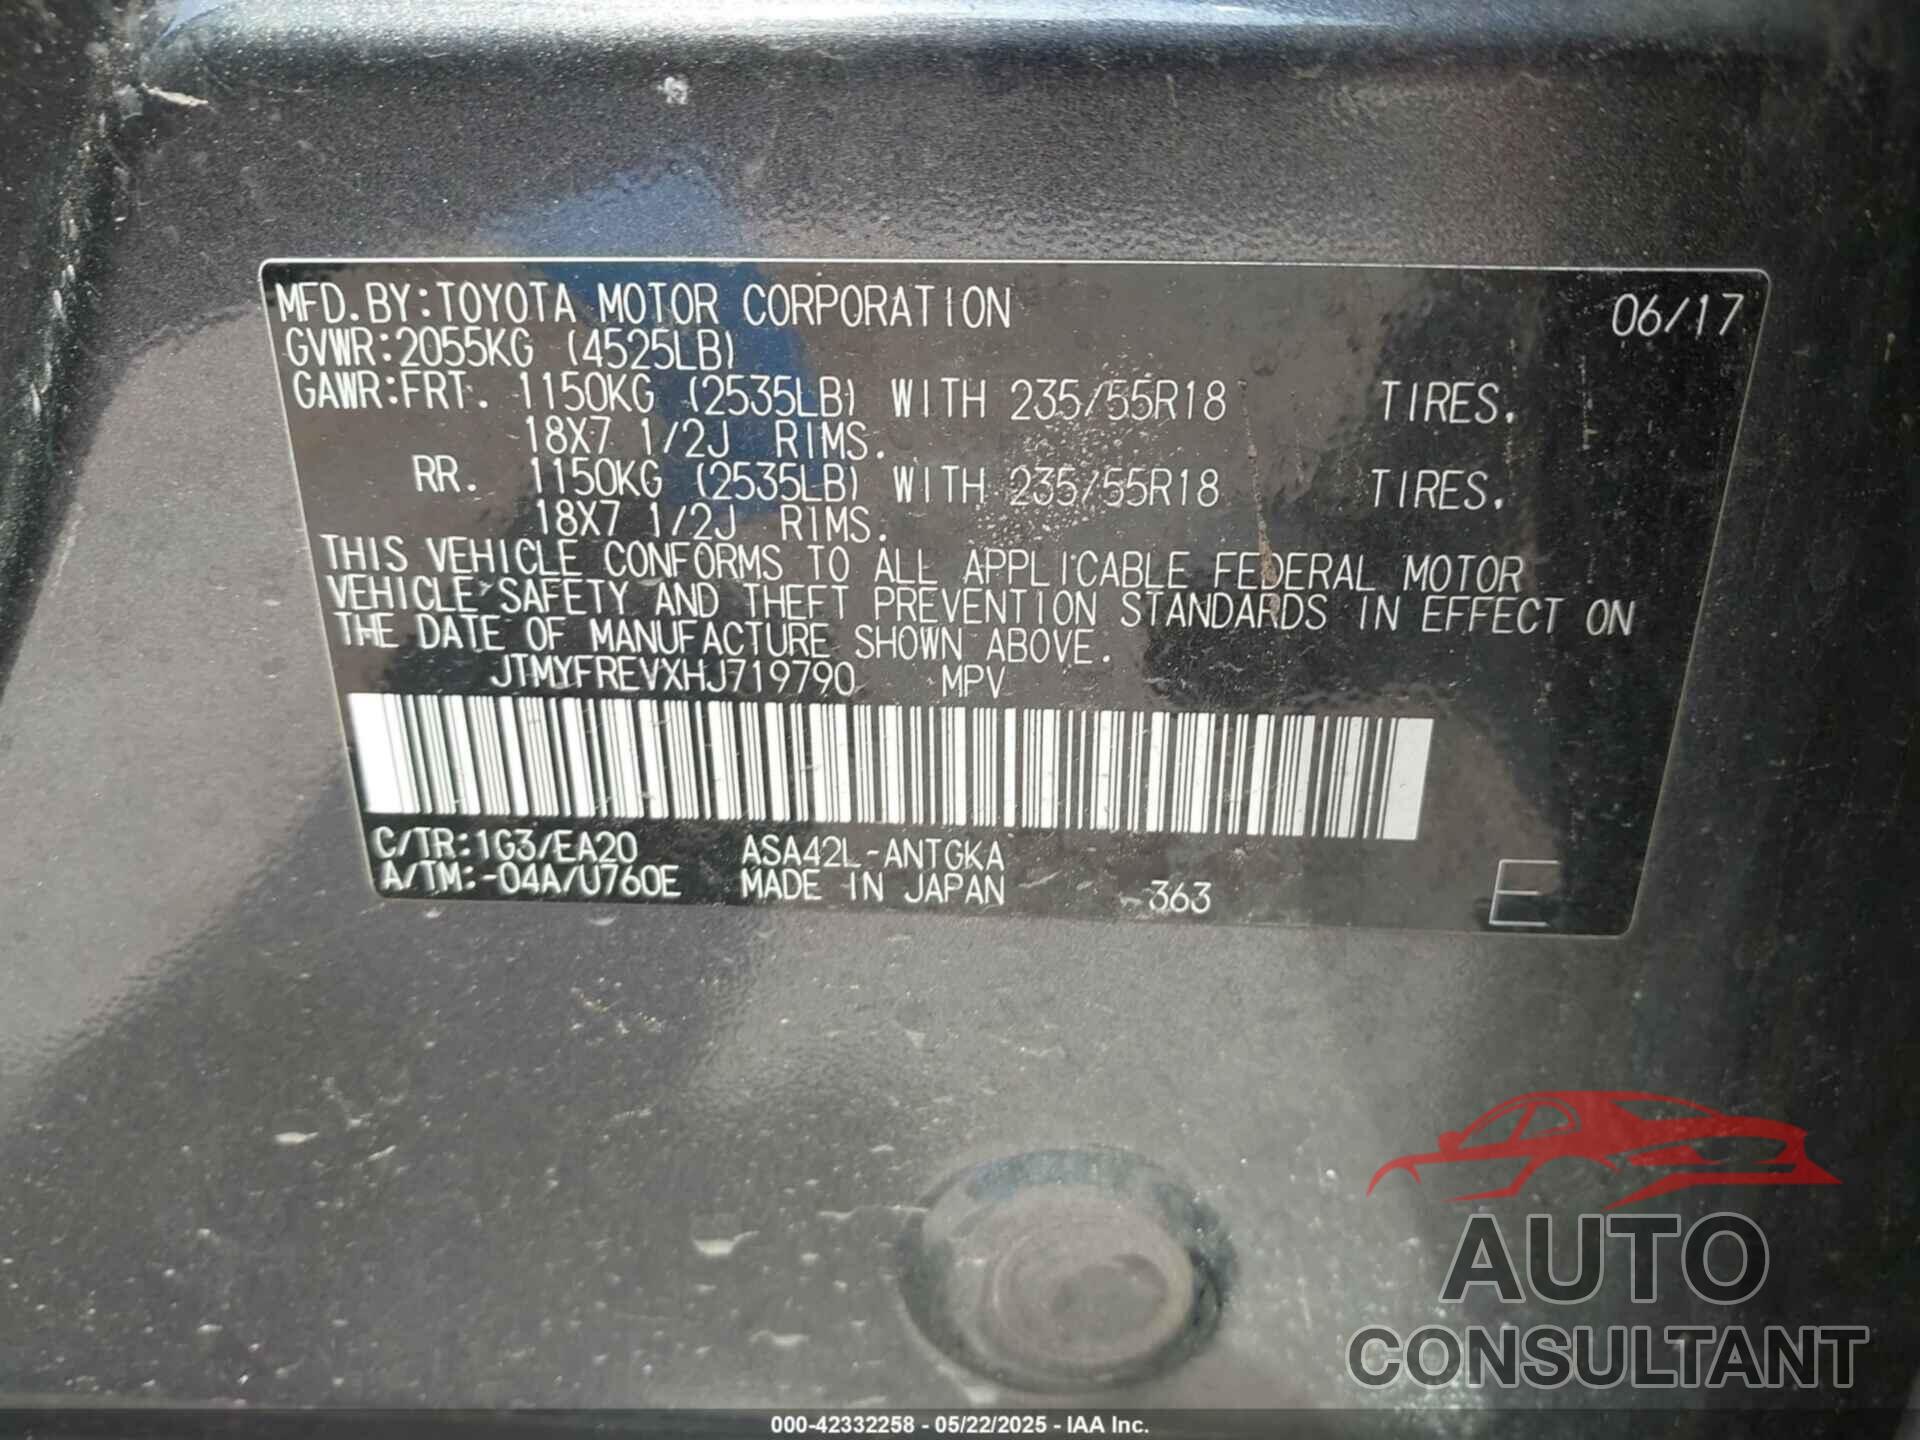 MFD.BY:TOYOTA MOTOR CORPORATION 06/17
GVWR:2055KG (4525LB)
GAWR:FRT. 1150KG (2535LB) WITH 235/55R18 TIRES.
18X7 1/2J RIMS.
RR. 1150KG (2535LB) WITH 235/55R18 TIRES.
18X7 1/2J RIMS.
THIS VEHICLE CONFORMS TO ALL APPLICABLE FEDERAL MOTOR
VEHICLE SAFETY AND THEFT PREVENTION STANDARDS IN EFFECT ON
THE DATE OF MANUFACTURE SHOWN ABOVE.
JTMYFREVXHJ719790 MPV
C/TR:1G3/EA20 ASA42L-ANTGKA
A/TM:-04A/U760E MADE IN JAPAN 363 E
AUTO
CONSULTANT
000-42332258 - 05/22/2025 - IAA Inc.